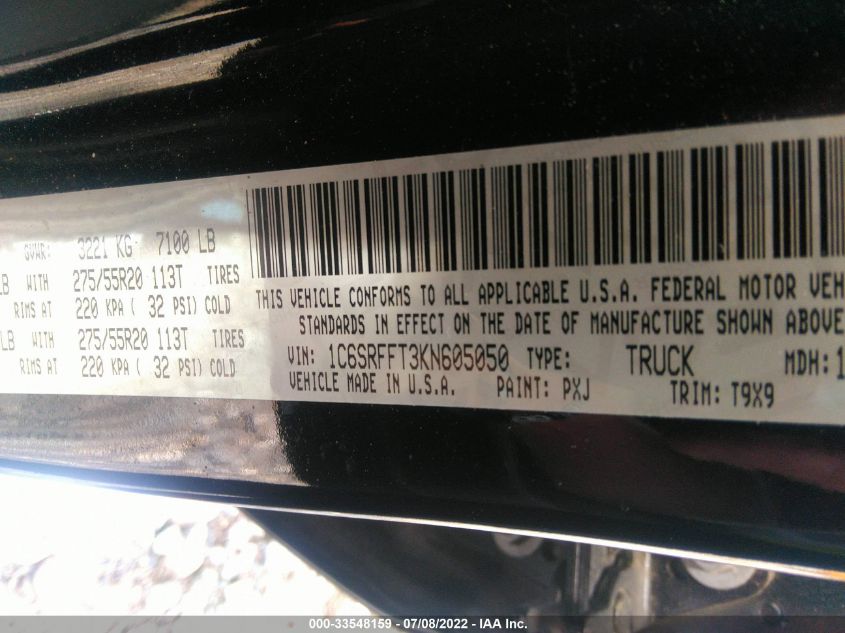 GVWR: 3221 KG 7100 LB
LB WITH 275/55R20 113T TIRES
RIMS AT 220 KPA ( 32 PSI) COLD
LB WITH 275/55R20 113T TIRES
RIMS AT 220 KPA ( 32 PSI) COLD
THIS VEHICLE CONFORMS TO ALL APPLICABLE U.S.A. FEDERAL MOTOR VEH
STANDARDS IN EFFECT ON THE DATE OF MANUFACTURE SHOWN ABOVE
VIN: 1C6SRFFT3KN605050 TYPE: TRUCK MDH: 1
VEHICLE MADE IN U.S.A. PAINT: PXJ TRIM: T9X9
000-33548159 - 07/08/2022 - IAA Inc.